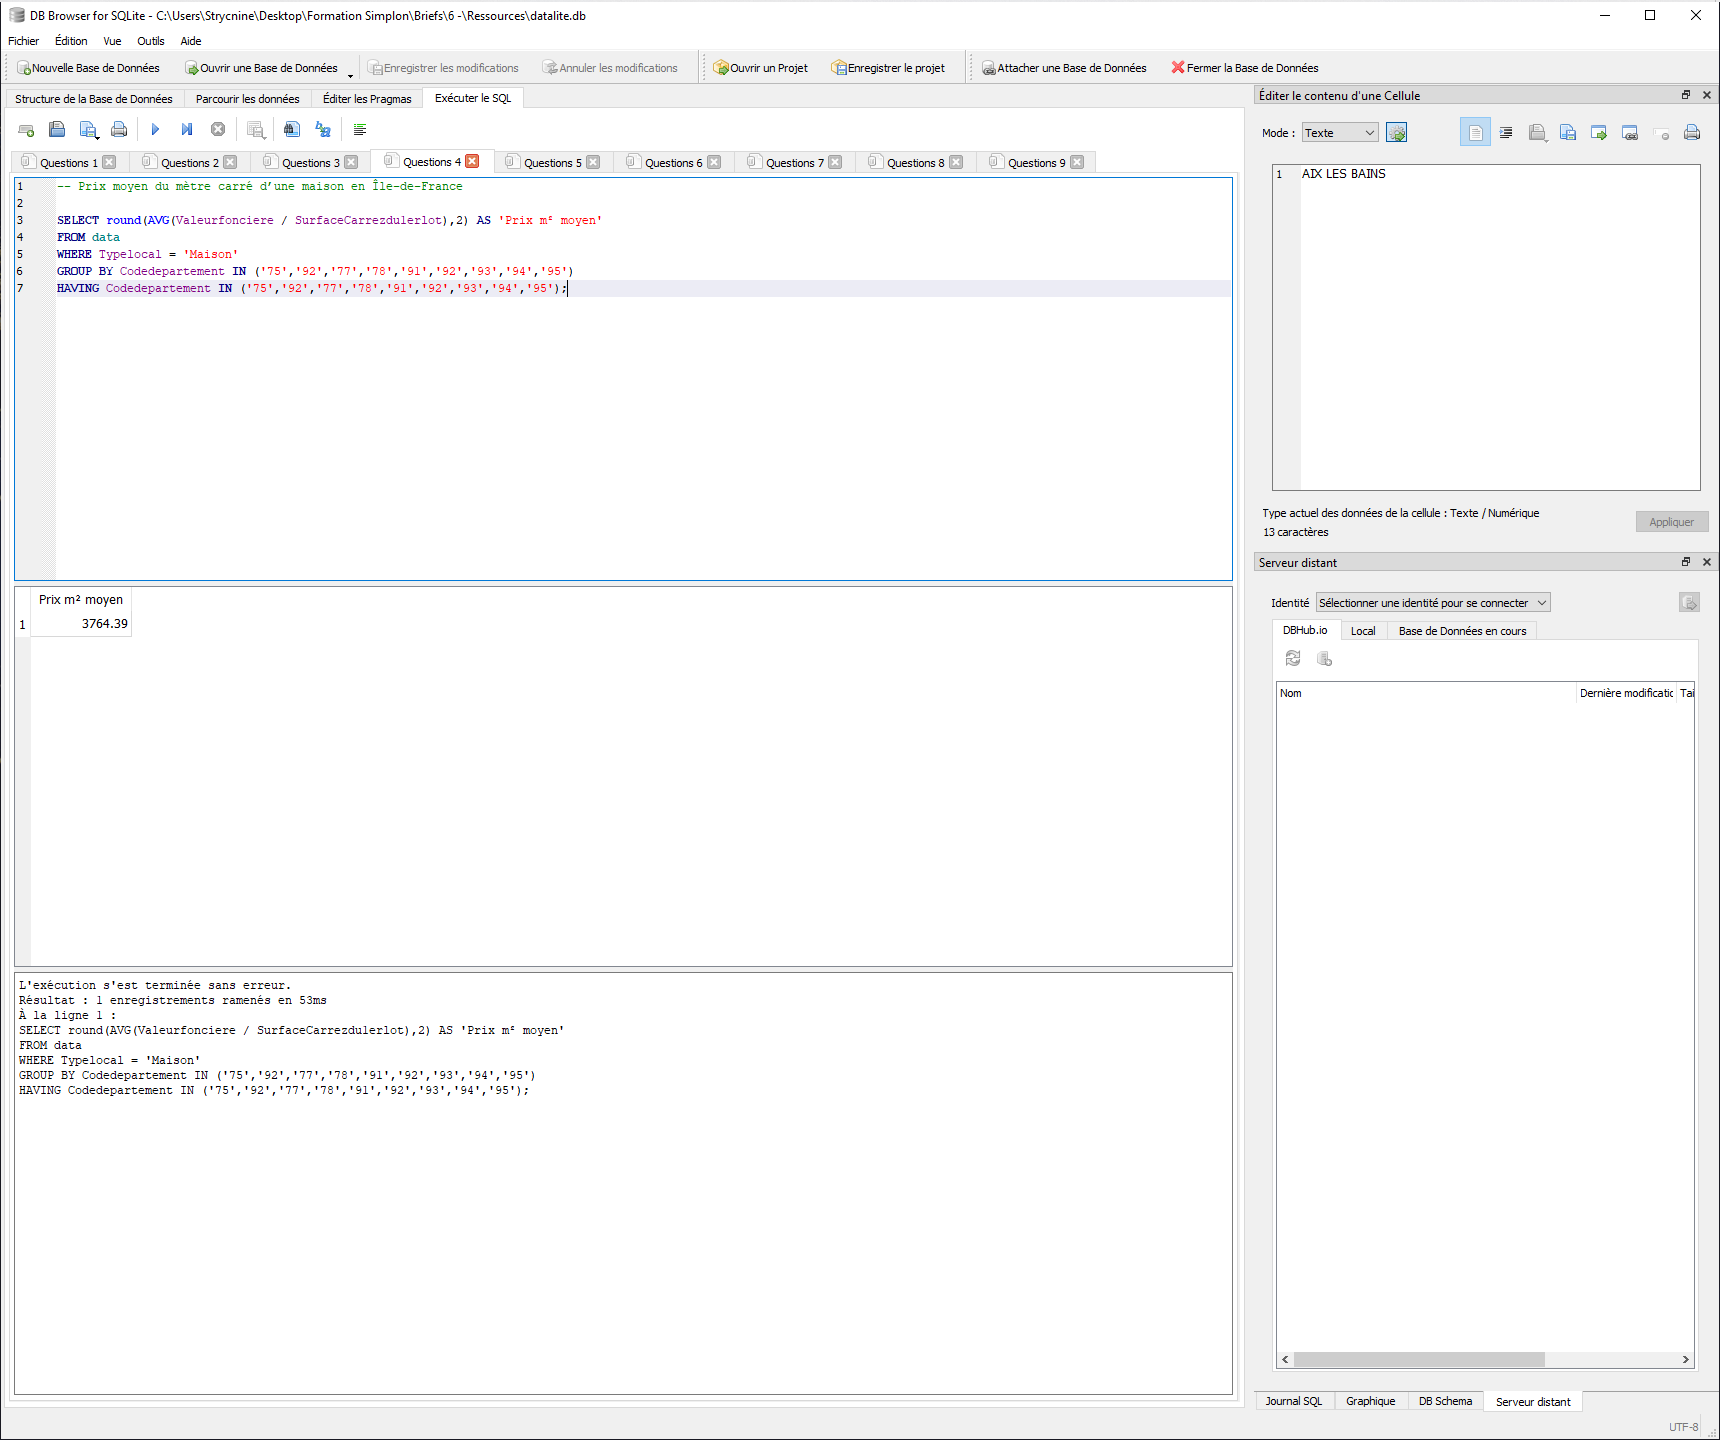 DB Browser for SQLite - C:\Users\Strycnine\Desktop\Formation Simplon\Briefs\6 -\Ressources\datalite.db
Fichier Édition Vue Outils Aide
Nouvelle Base de Données Ouvrir une Base de Données Enregistrer les modifications Annuler les modifications Ouvrir un Projet Enregistrer le projet Attacher une Base de Données Fermer la Base de Données
Structure de la Base de Données Parcourir les données Éditer les Pragmas Exécuter le SQL
Questions 1 Questions 2 Questions 3 Questions 4 Questions 5 Questions 6 Questions 7 Questions 8 Questions 9
1 -- Prix moyen du mètre carré d’une maison en Île-de-France
2
3 SELECT round(AVG(Valeurfonciere / SurfaceCarrezdu1erlot),2) AS 'Prix m² moyen'
4 FROM data
5 WHERE Typelocal = 'Maison'
6 GROUP BY Codedepartement IN ('75','92','77','78','91','92','93','94','95')
7 HAVING Codedepartement IN ('75','92','77','78','91','92','93','94','95');
Prix m² moyen
1 3764.39
L'exécution s'est terminée sans erreur.
Résultat : 1 enregistrements ramenés en 53ms
À la ligne 1 :
SELECT round(AVG(Valeurfonciere / SurfaceCarrezdu1erlot),2) AS 'Prix m² moyen'
FROM data
WHERE Typelocal = 'Maison'
GROUP BY Codedepartement IN ('75','92','77','78','91','92','93','94','95')
HAVING Codedepartement IN ('75','92','77','78','91','92','93','94','95');
Éditer le contenu d'une Cellule
Mode : Texte
1 AIX LES BAINS
Type actuel des données de la cellule : Texte / Numérique
13 caractères
Appliquer
Serveur distant
Identité Sélectionner une identité pour se connecter
DBHub.io Local Base de Données en cours
Nom Dernière modificatic Tai
Journal SQL Graphique DB Schema Serveur distant
UTF-8